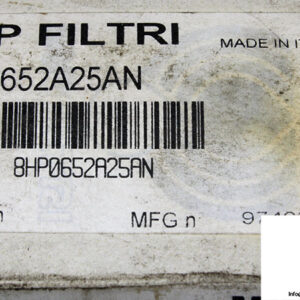 P FILTRI
MADE IN IT
652A25AN
8HP0652A25AN
MFG n